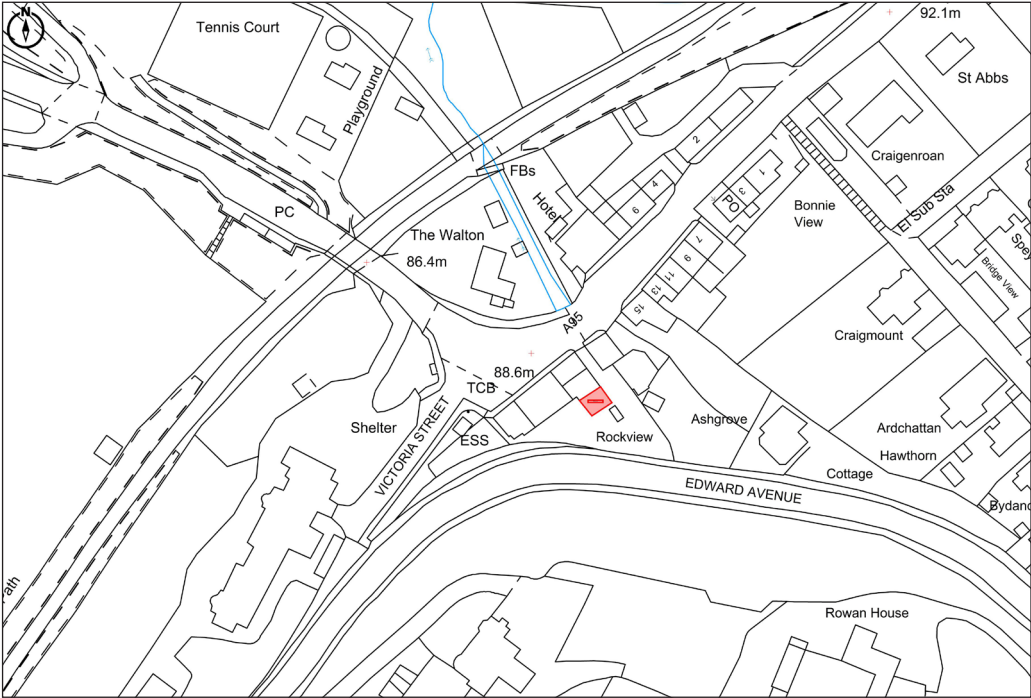 N
Tennis Court
92.1m
St Abbs
Playground
2
Craigenroan
FBs
1
3
PO
4
6
Hotel
PC
Bonnie
View
El Sub Sta
The Walton
86.4m
7
9
11
13
15
Bridge View
A95
Craigmount
88.6m
TCB
Shelter
VICTORIA STREET
ESS
Rockview
Ashgrove
Ardchattan
Hawthorn
Cottage
EDWARD AVENUE
Rowan House